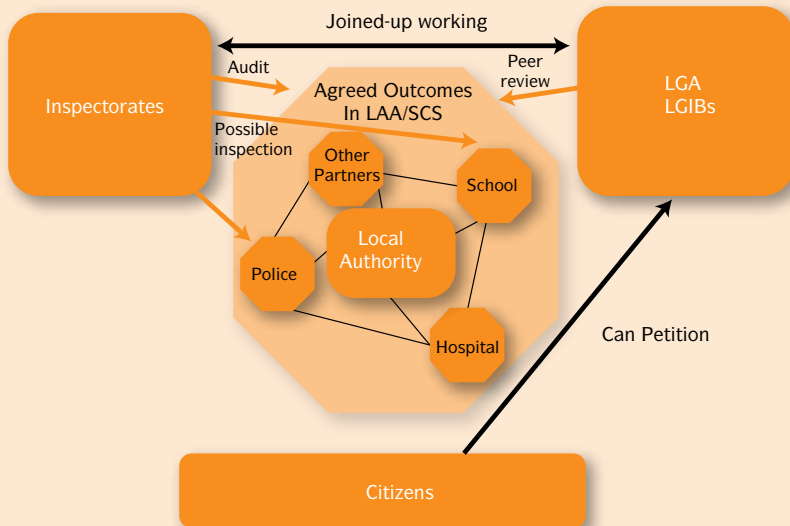 Joined-up working
Inspectorates
Audit
Peer
review
LGA
LGIBs
Agreed Outcomes
In LAA/SCS
Possible
inspection
Other
Partners
School
Local
Authority
Police
Hospital
Can Petition
Citizens